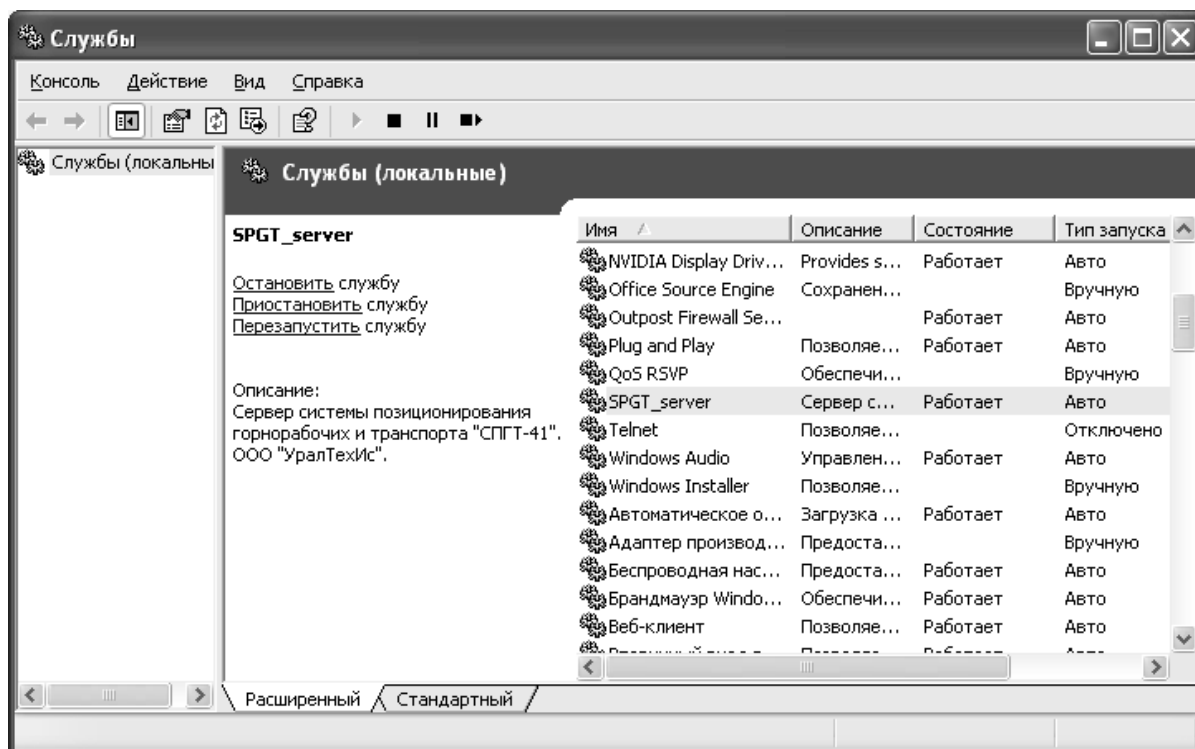 Службы
Консоль Действие Вид Справка
Службы (локальны
Службы (локальные)
SPGT_server
Остановить службу
Приостановить службу
Перезапустить службу
Описание:
Сервер системы позиционирования
горнорабочих и транспорта "СПГТ-41".
ООО "УралТехИс".
Имя Описание Состояние Тип запуска
NVIDIA Display Driv... Provides s... Работает Авто
Office Source Engine Сохранен... Вручную
Outpost Firewall Se... Работает Авто
Plug and Play Позволяе... Работает Авто
QoS RSVP Обеспечи... Вручную
SPGT_server Сервер с... Работает Авто
Telnet Позволяе... Отключено
Windows Audio Управлен... Работает Авто
Windows Installer Позволяе... Вручную
Автоматическое о... Загрузка ... Работает Авто
Адаптер производ... Предоста... Вручную
Беспроводная нас... Предоста... Работает Авто
Брандмауэр Windo... Обеспечи... Работает Авто
Веб-клиент Позволяе... Работает Авто
Расширенный Стандартный